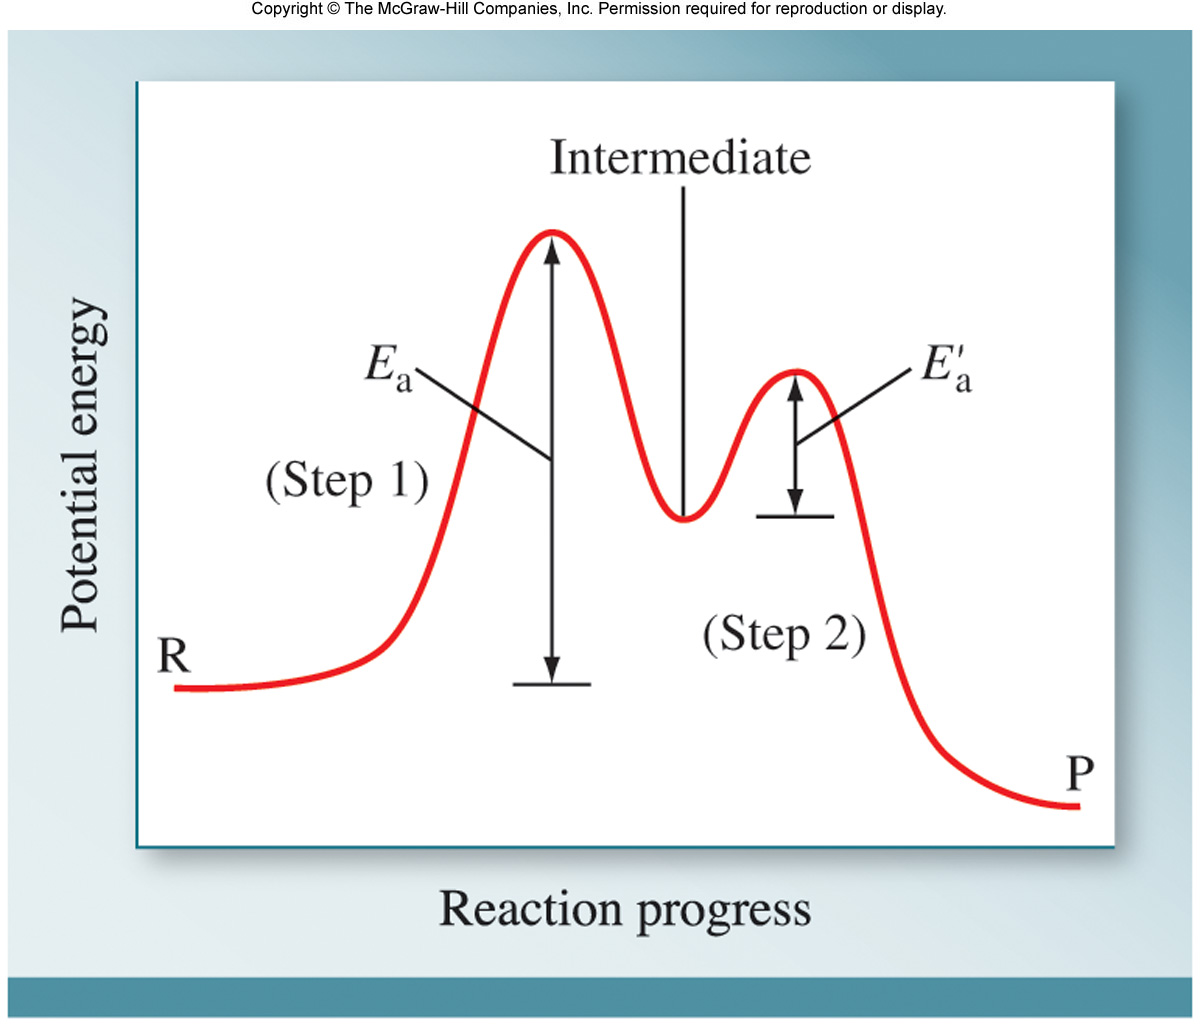 Copyright © The McGraw-Hill Companies, Inc. Permission required for reproduction or display.
Intermediate
Eₐ
E′ₐ
(Step 1)
(Step 2)
R
P
Potential energy
Reaction progress